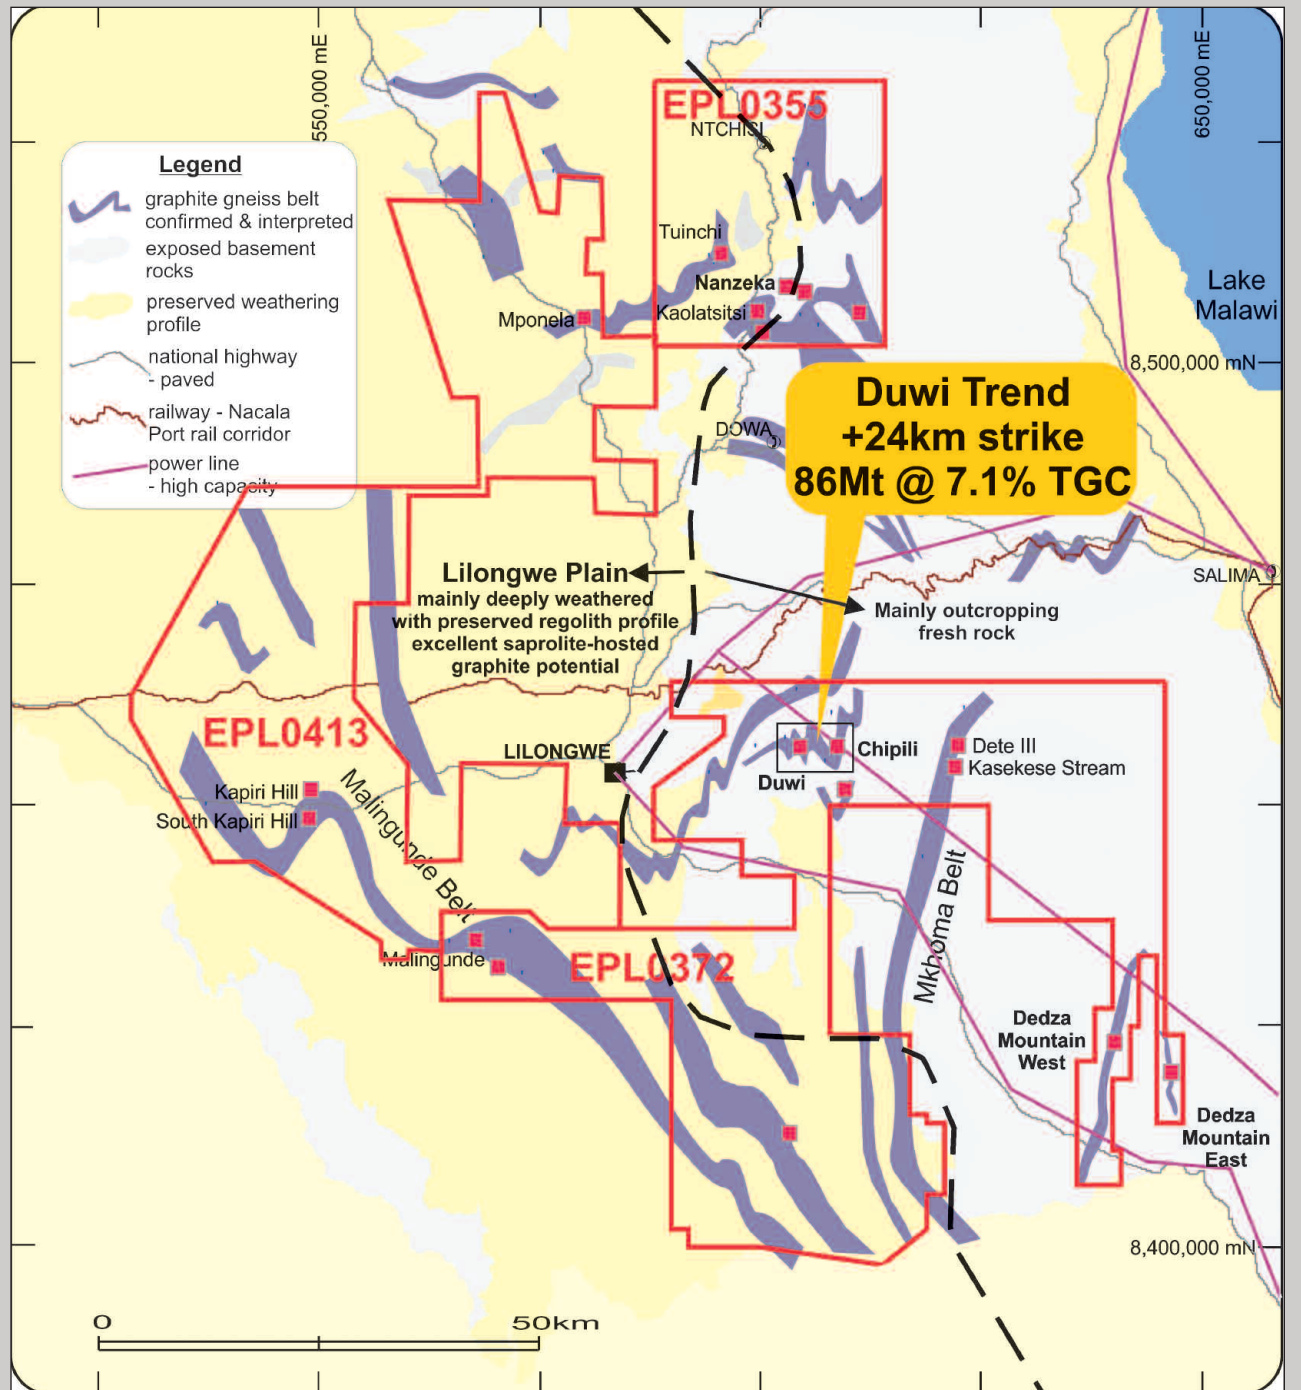 550,000 mE
650,000 mE
EPL0355
NTCHISI
Legend
graphite gneiss belt
confirmed & interpreted
exposed basement
rocks
preserved weathering
profile
national highway
- paved
railway - Nacala
Port rail corridor
power line
- high capacity
Tuinchi
Nanzeka
Kaolatsitsi
Mponela
Lake
Malawi
8,500,000 mN
Duwi Trend
+24km strike
86Mt @ 7.1% TGC
DOWA
Lilongwe Plain
mainly deeply weathered
with preserved regolith profile
excellent saprolite-hosted
graphite potential
Mainly outcropping
fresh rock
SALIMA
EPL0413
LILONGWE
Chipili
Duwi
Dete III
Kasekese Stream
Kapiri Hill
South Kapiri Hill
Malingunde Belt
Mkhoma Belt
Malingunde
EPL0372
Dedza
Mountain
West
Dedza
Mountain
East
8,400,000 mN
0
50km